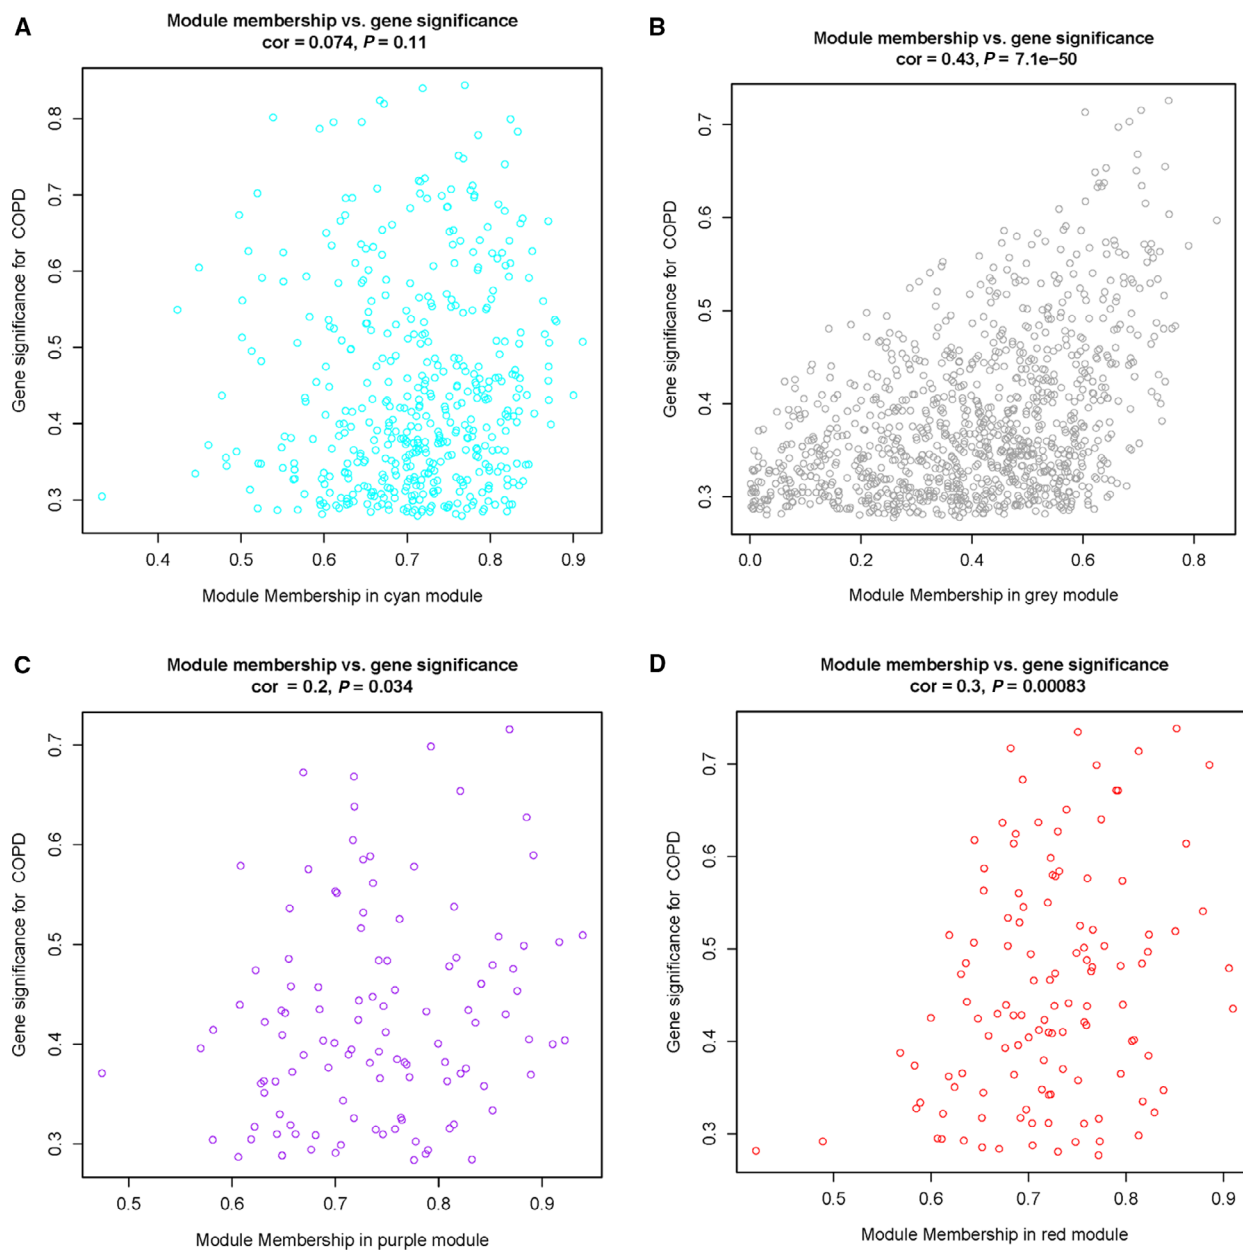 A
Module membership vs. gene significance
cor = 0.074, P = 0.11
Gene significance for COPD
0.8
0.7
0.6
0.5
0.4
0.3
0.4 0.5 0.6 0.7 0.8 0.9
Module Membership in cyan module
B
Module membership vs. gene significance
cor = 0.43, P = 7.1e−50
Gene significance for COPD
0.7
0.6
0.5
0.4
0.3
0.0 0.2 0.4 0.6 0.8
Module Membership in grey module
C
Module membership vs. gene significance
cor = 0.2, P = 0.034
Gene significance for COPD
0.7
0.6
0.5
0.4
0.3
0.5 0.6 0.7 0.8 0.9
Module Membership in purple module
D
Module membership vs. gene significance
cor = 0.3, P = 0.00083
Gene significance for COPD
0.7
0.6
0.5
0.4
0.3
0.5 0.6 0.7 0.8 0.9
Module Membership in red module